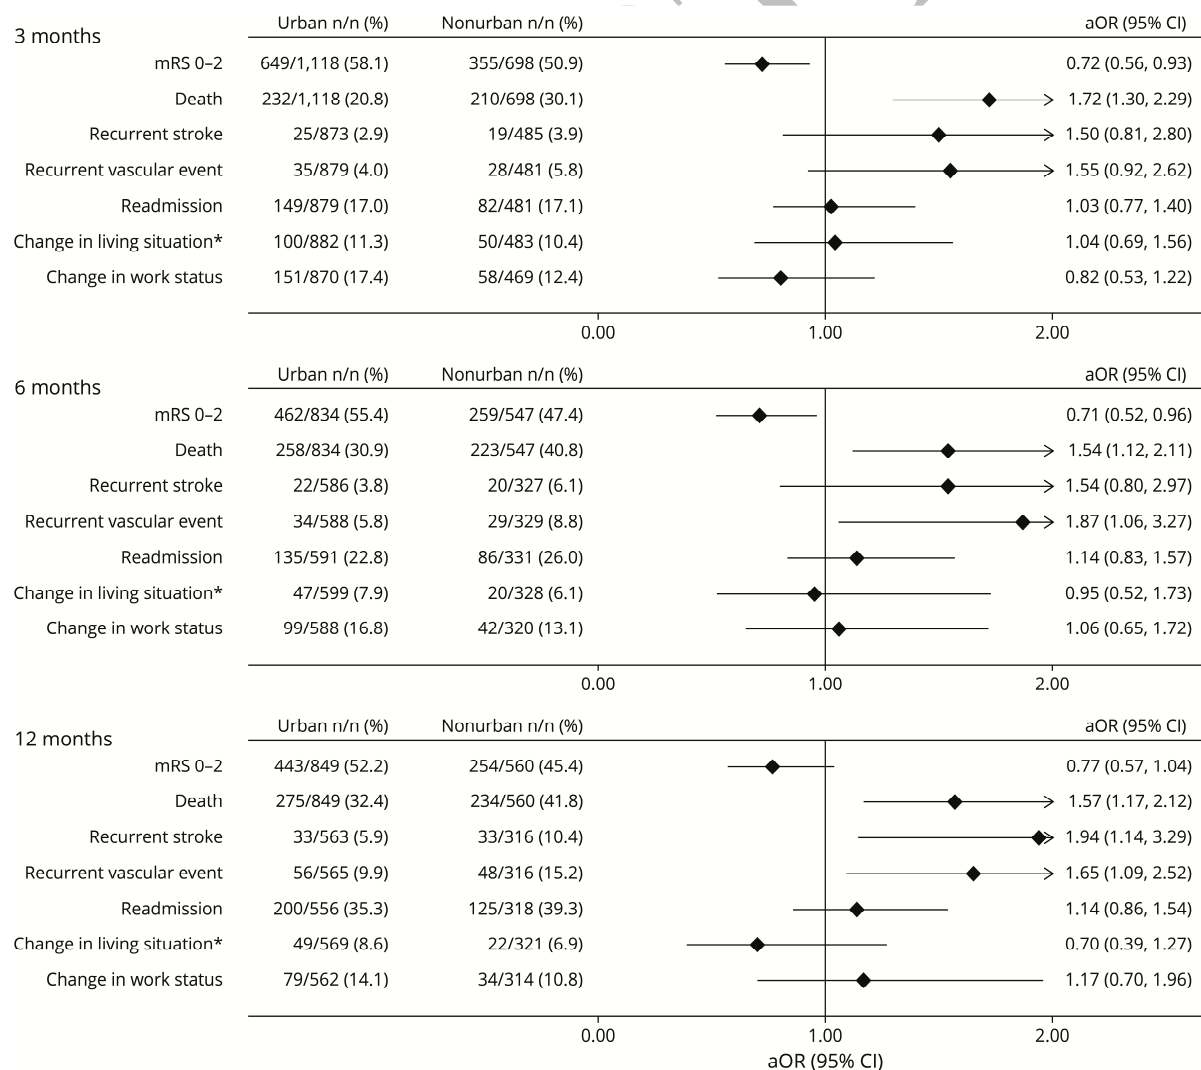 Urban n/n (%) Nonurban n/n (%) aOR (95% CI)
3 months
mRS 0–2 649/1,118 (58.1) 355/698 (50.9) 0.72 (0.56, 0.93)
Death 232/1,118 (20.8) 210/698 (30.1) 1.72 (1.30, 2.29)
Recurrent stroke 25/873 (2.9) 19/485 (3.9) 1.50 (0.81, 2.80)
Recurrent vascular event 35/879 (4.0) 28/481 (5.8) 1.55 (0.92, 2.62)
Readmission 149/879 (17.0) 82/481 (17.1) 1.03 (0.77, 1.40)
Change in living situation* 100/882 (11.3) 50/483 (10.4) 1.04 (0.69, 1.56)
Change in work status 151/870 (17.4) 58/469 (12.4) 0.82 (0.53, 1.22)
0.00 1.00 2.00
Urban n/n (%) Nonurban n/n (%) aOR (95% CI)
6 months
mRS 0–2 462/834 (55.4) 259/547 (47.4) 0.71 (0.52, 0.96)
Death 258/834 (30.9) 223/547 (40.8) 1.54 (1.12, 2.11)
Recurrent stroke 22/586 (3.8) 20/327 (6.1) 1.54 (0.80, 2.97)
Recurrent vascular event 34/588 (5.8) 29/329 (8.8) 1.87 (1.06, 3.27)
Readmission 135/591 (22.8) 86/331 (26.0) 1.14 (0.83, 1.57)
Change in living situation* 47/599 (7.9) 20/328 (6.1) 0.95 (0.52, 1.73)
Change in work status 99/588 (16.8) 42/320 (13.1) 1.06 (0.65, 1.72)
0.00 1.00 2.00
Urban n/n (%) Nonurban n/n (%) aOR (95% CI)
12 months
mRS 0–2 443/849 (52.2) 254/560 (45.4) 0.77 (0.57, 1.04)
Death 275/849 (32.4) 234/560 (41.8) 1.57 (1.17, 2.12)
Recurrent stroke 33/563 (5.9) 33/316 (10.4) 1.94 (1.14, 3.29)
Recurrent vascular event 56/565 (9.9) 48/316 (15.2) 1.65 (1.09, 2.52)
Readmission 200/556 (35.3) 125/318 (39.3) 1.14 (0.86, 1.54)
Change in living situation* 49/569 (8.6) 22/321 (6.9) 0.70 (0.39, 1.27)
Change in work status 79/562 (14.1) 34/314 (10.8) 1.17 (0.70, 1.96)
0.00 1.00 2.00
aOR (95% CI)